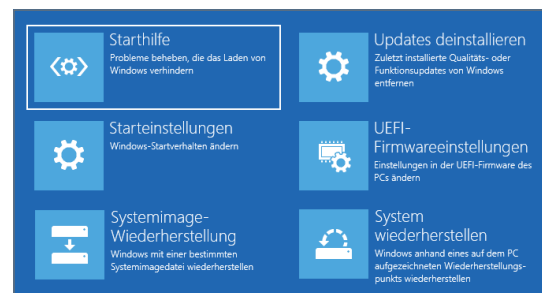 Starthilfe
Probleme beheben, die das Laden von
Windows verhindern
Updates deinstallieren
Zuletzt installierte Qualitäts- oder
Funktionsupdates von Windows
entfernen
Starteinstellungen
Windows-Startverhalten ändern
UEFI-
Firmwareeinstellungen
Einstellungen in der UEFI-Firmware des
PCs ändern
Systemimage-
Wiederherstellung
Windows mit einer bestimmten
Systemimagedatei wiederherstellen
System
wiederherstellen
Windows anhand eines auf dem PC
aufgezeichneten Wiederherstellungs-
punkts wiederherstellen